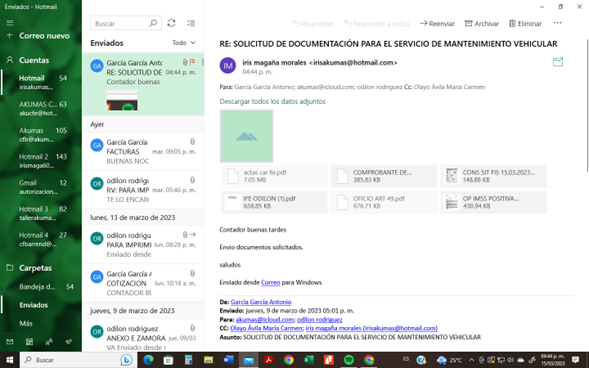 Enviados - Hotmail
Correo nuevo
Cuentas
Hotmail 54
irisakumas...
AKUMAS C... 63
akucfe@hot...
Akumas 105
cfb@akum...
Hotmail 2 143
irismaga60...
Gmail 12
autorizacion...
Hotmail 3 82
tallerakuma...
Hotmail 4 27
cfbarrend@...
Carpetas
Bandeja d... 54
Enviados
Más
Buscar
Enviados Todo
GA García García Anto
RE: SOLICITUD DE 04:44 p. m.
Contador buenas
Ayer
GA García García
FACTURAS mar. 09:05 p. m.
BUENAS NOC
OR odilon rodrigu
RV: PARA IMP mar. 05:46 p. m.
TE LO ENCAR
lunes, 13 de marzo de 2023
OR odilon rodrigu
PARA IMPRIMI lun. 08:28 p. m.
Enviado desde
GA García García A
COTIZACION lun. 10:18 a. m.
CONTADOR BU
jueves, 9 de marzo de 2023
OR odilon rodriguez
ANEXO E ZAMORA jue. 09/03
VA Enviado desde
Responder Responder a todos Reenviar Archivar Eliminar
RE: SOLICITUD DE DOCUMENTACIÓN PARA EL SERVICIO DE MANTENIMIENTO VEHICULAR
IM iris magaña morales <irisakumas@hotmail.com>
04:44 p. m.
Para: García García Antonio; akumas@icloud.com; odilon rodriguez Cc: Olayo Ávila María Carmen
Descargar todos los datos adjuntos
actas car fix.pdf
7.05 MB
COMPROBANTE DE...
385.83 KB
CONS SIT FIS 15.03.2023...
148.88 KB
IFE ODILON (1).pdf
658.85 KB
OFICIO ART 49.pdf
676.71 KB
OP IMSS POSITIVA...
430.94 KB
Contador buenas tardes
Envio documentos solicitados.
saludos
Enviado desde Correo para Windows
De: García García Antonio
Enviado: jueves, 9 de marzo de 2023 05:01 p. m.
Para: akumas@icloud.com; odilon rodriguez
CC: Olayo Ávila María Carmen; iris magaña morales (irisakumas@hotmail.com)
Asunto: SOLICITUD DE DOCUMENTACIÓN PARA EL SERVICIO DE MANTENIMIENTO VEHICULAR
Buscar
25°C
ES
04:44 p. m.
15/03/2023